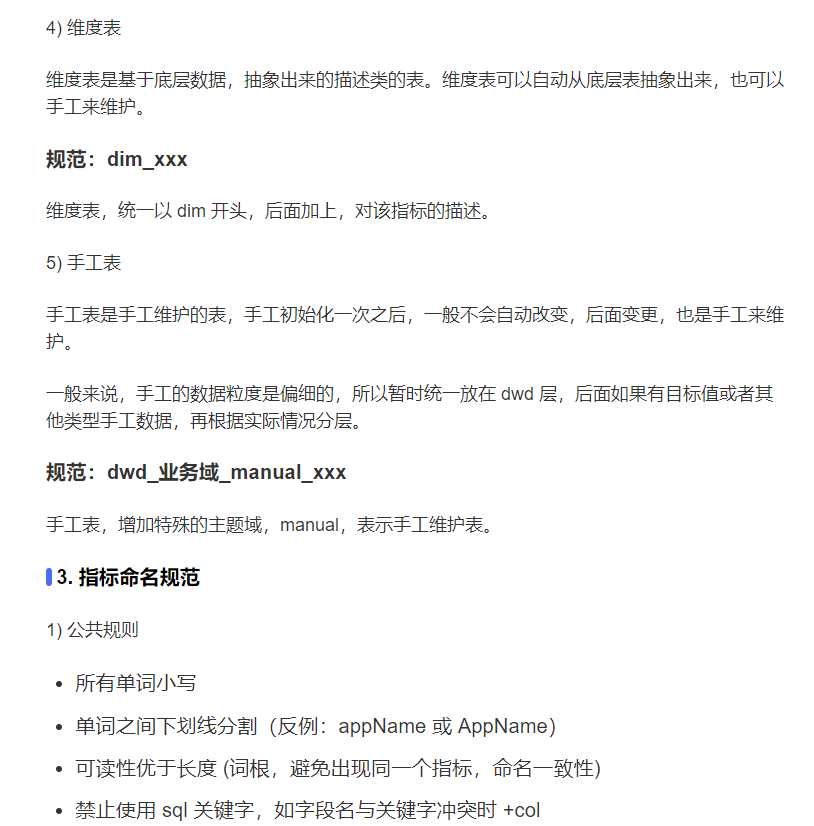 4) 维度表
维度表是基于底层数据，抽象出来的描述类的表。维度表可以自动从底层表抽象出来，也可以
手工来维护。
规范：dim_xxx
维度表，统一以 dim 开头，后面加上，对该指标的描述。
5) 手工表
手工表是手工维护的表，手工初始化一次之后，一般不会自动改变，后面变更，也是手工来维
护。
一般来说，手工的数据粒度是偏细的，所以暂时统一放在 dwd 层，后面如果有目标值或者其
他类型手工数据，再根据实际情况分层。
规范：dwd_业务域_manual_xxx
手工表，增加特殊的主题域，manual，表示手工维护表。
3. 指标命名规范
1) 公共规则
• 所有单词小写
• 单词之间下划线分割（反例：appName 或 AppName）
• 可读性优于长度 (词根，避免出现同一个指标，命名一致性)
• 禁止使用 sql 关键字，如字段名与关键字冲突时 +col